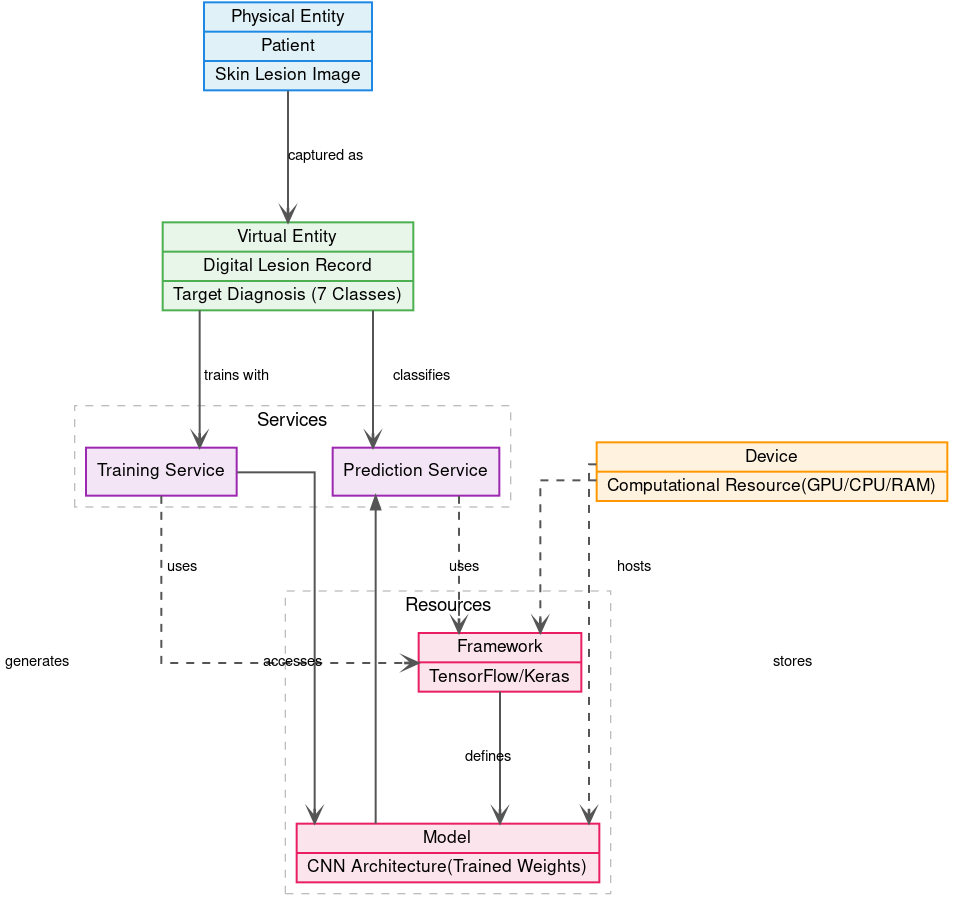 Physical Entity
Patient
Skin Lesion Image
captured as
Virtual Entity
Digital Lesion Record
Target Diagnosis (7 Classes)
trains with
classifies
Services
Training Service
Prediction Service
Device
Computational Resource(GPU/CPU/RAM)
uses
uses
hosts
Resources
Framework
TensorFlow/Keras
generates
accesses
stores
defines
Model
CNN Architecture(Trained Weights)